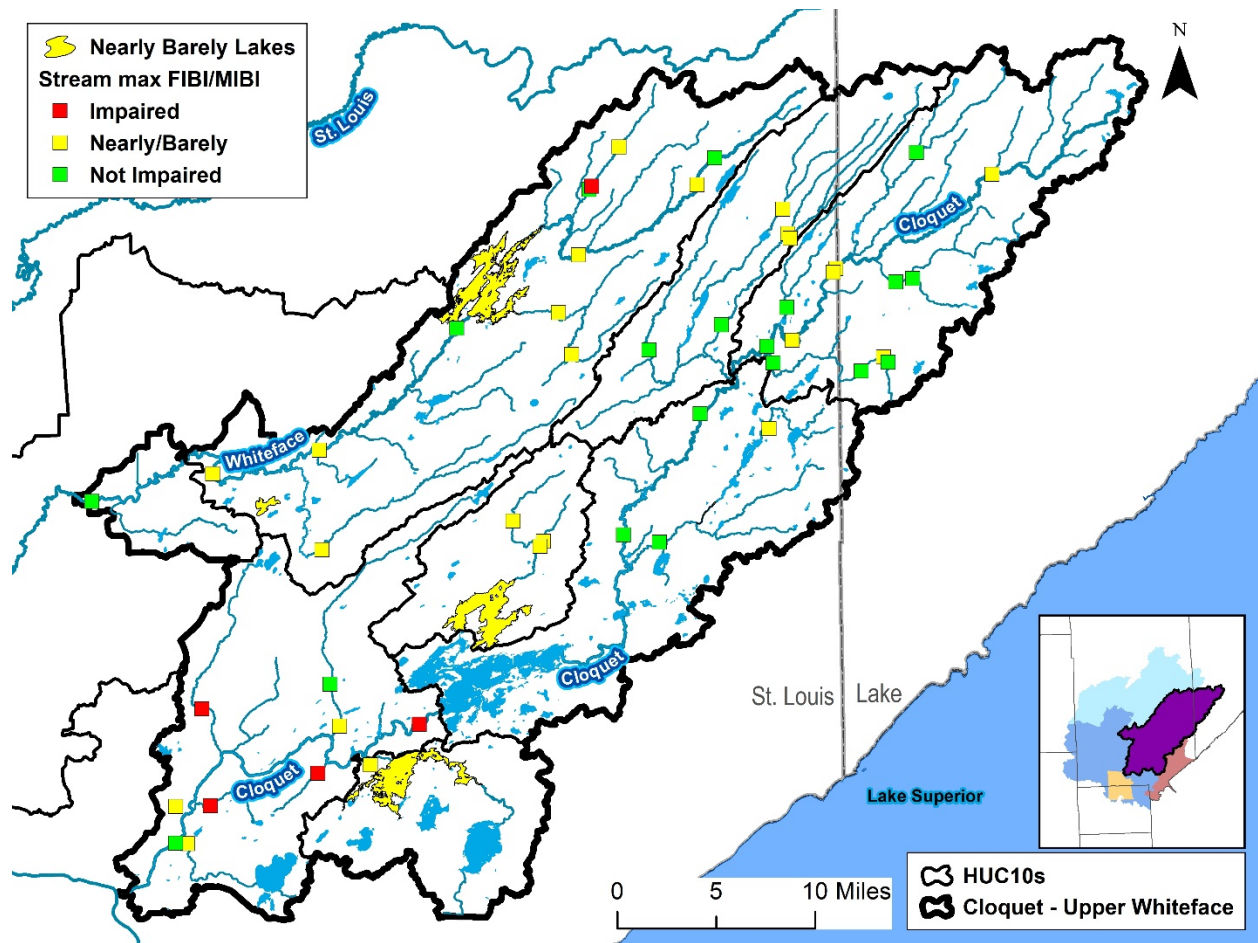 Nearly Barely Lakes
Stream max FIBI/MIBI
Impaired
Nearly/Barely
Not Impaired
N
St. Louis
Cloquet
Whiteface
Cloquet
St. Louis
Lake
Cloquet
Lake Superior
0 5 10 Miles
HUC10s
Cloquet - Upper Whiteface